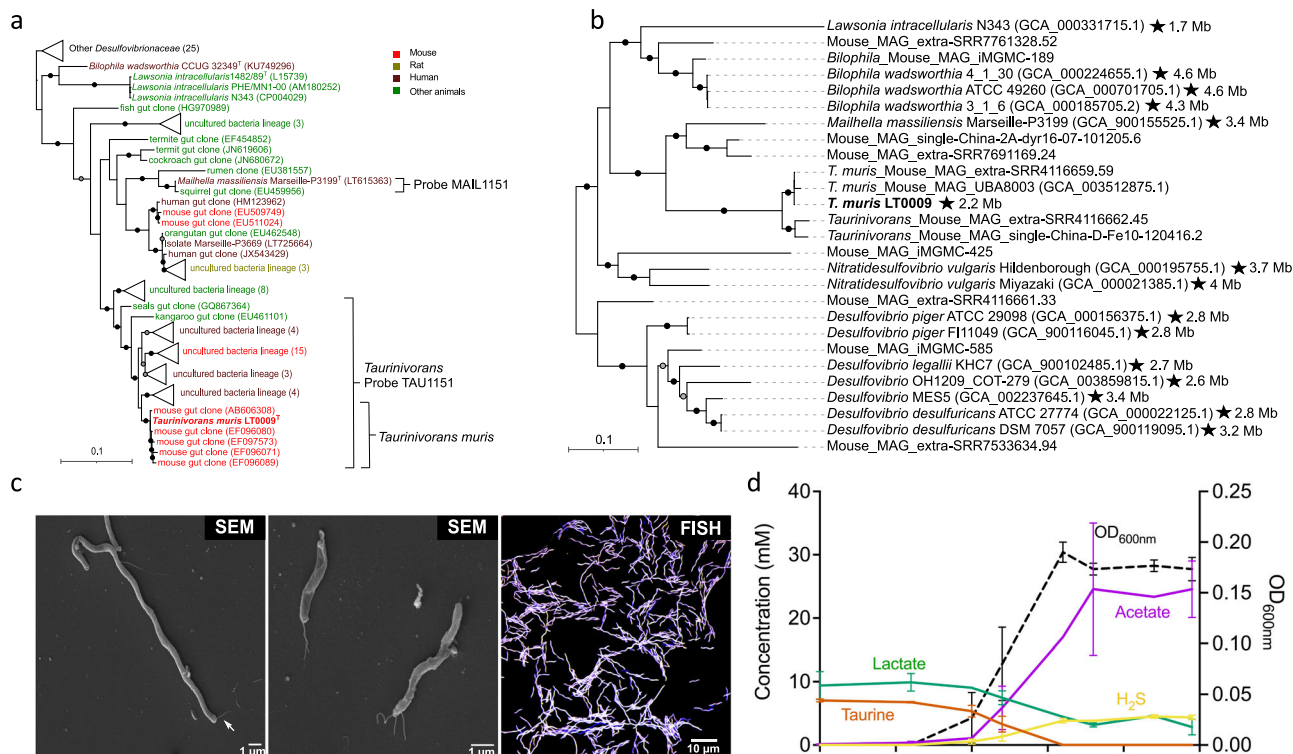 a
Other Desulfovibrionaceae (25)
Bilophila wadsworthia CCUG 32349T (KU749296)
Lawsonia intracellularis1482/89T (L15739)
Lawsonia intracellularis PHE/MN1-00 (AM180252)
Lawsonia intracellularis N343 (CP004029)
fish gut clone (HG970989)
uncultured bacteria lineage (3)
termite gut clone (EF454852)
termit gut clone (JN619606)
cockroach gut clone (JN680672)
rumen clone (EU381557)
Mailhella massiliensis Marseille-P3199T (LT615363)
squirrel gut clone (EU459956)
human gut clone (HM123962)
mouse gut clone (EU509749)
mouse gut clone (EU511024)
orangutan gut clone (EU462548)
Isolate Marseille-P3669 (LT725664)
human gut clone (JX543429)
uncultured bacteria lineage (3)
uncultured bacteria lineage (8)
seals gut clone (GQ867364)
kangaroo gut clone (EU461101)
uncultured bacteria lineage (4)
uncultured bacteria lineage (15)
uncultured bacteria lineage (3)
uncultured bacteria lineage (4)
mouse gut clone (AB606308)
Taurinivorans muris LT0009T
mouse gut clone (EF096080)
mouse gut clone (EF097573)
mouse gut clone (EF096071)
mouse gut clone (EF096089)
0.1
Mouse
Rat
Human
Other animals
Probe MAIL1151
Taurinivorans
Probe TAU1151
Taurinivorans muris
b
Lawsonia intracellularis N343 (GCA_000331715.1) ★ 1.7 Mb
Mouse_MAG_extra-SRR7761328.52
Bilophila_Mouse_MAG_iMGMC-189
Bilophila wadsworthia 4_1_30 (GCA_000224655.1) ★ 4.6 Mb
Bilophila wadsworthia ATCC 49260 (GCA_000701705.1) ★ 4.6 Mb
Bilophila wadsworthia 3_1_6 (GCA_000185705.2) ★ 4.3 Mb
Mailhella massiliensis Marseille-P3199 (GCA_900155525.1) ★ 3.4 Mb
Mouse_MAG_single-China-2A-dyr16-07-101205.6
Mouse_MAG_extra-SRR7691169.24
T. muris_Mouse_MAG_extra-SRR4116659.59
T. muris_Mouse_MAG_UBA8003 (GCA_003512875.1)
T. muris LT0009 ★ 2.2 Mb
Taurinivorans_Mouse_MAG_extra-SRR4116662.45
Taurinivorans_Mouse_MAG_single-China-D-Fe10-120416.2
Mouse_MAG_iMGMC-425
Nitratidesulfovibrio vulgaris Hildenborough (GCA_000195755.1) ★ 3.7 Mb
Nitratidesulfovibrio vulgaris Miyazaki (GCA_000021385.1) ★ 4 Mb
Mouse_MAG_extra-SRR4116661.33
Desulfovibrio piger ATCC 29098 (GCA_000156375.1) ★ 2.8 Mb
Desulfovibrio piger FI11049 (GCA_900116045.1) ★ 2.8 Mb
Mouse_MAG_iMGMC-585
Desulfovibrio legallii KHC7 (GCA_900102485.1) ★ 2.7 Mb
Desulfovibrio OH1209_COT-279 (GCA_003859815.1) ★ 2.6 Mb
Desulfovibrio MES5 (GCA_002237645.1) ★ 3.4 Mb
Desulfovibrio desulfuricans ATCC 27774 (GCA_000022125.1) ★ 2.8 Mb
Desulfovibrio desulfuricans DSM 7057 (GCA_900119095.1) ★ 3.2 Mb
Mouse_MAG_extra-SRR7533634.94
0.1
c
SEM
1 µm
SEM
1 µm
FISH
10 µm
d
Concentration (mM)
40
30
20
10
0
OD600nm
Acetate
Lactate
Taurine
H2S
0.25
0.20
0.15
0.10
0.05
0.00
OD600nm